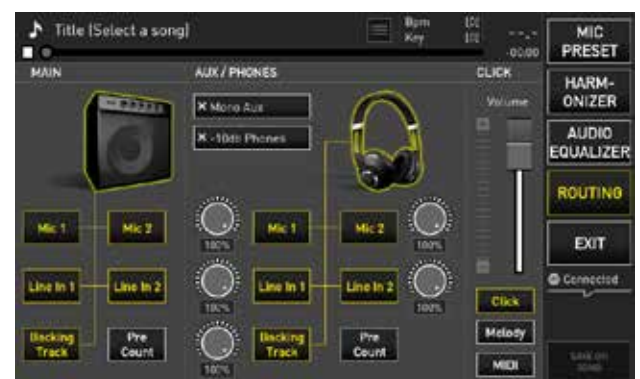 Title (Select a song)
Bpm
Key
--.-
-00:00
MAIN
AUX / PHONES
CLICK
× Mono Aux
× -10db Phones
Volume
Mic 1
Mic 2
100%
Mic 1
Mic 2
100%
Line In 1
Line In 2
100%
Line In 1
Line In 2
100%
Backing
Track
Pre
Count
100%
Backing
Track
Pre
Count
Click
Melody
MIDI
MIC
PRESET
HARM-
ONIZER
AUDIO
EQUALIZER
ROUTING
EXIT
Connected